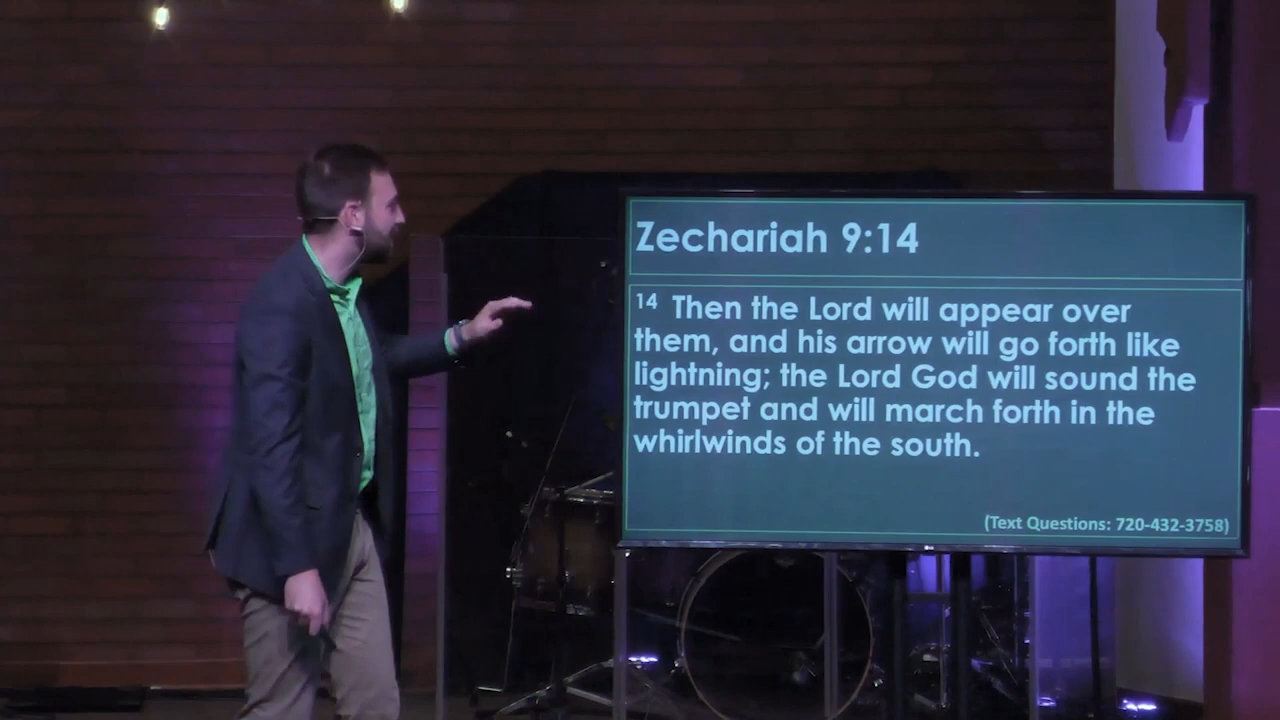 Zechariah 9:14
14 Then the Lord will appear over
them, and his arrow will go forth like
lightning; the Lord God will sound the
trumpet and will march forth in the
whirlwinds of the south.
(Text Questions: 720-432-3758)